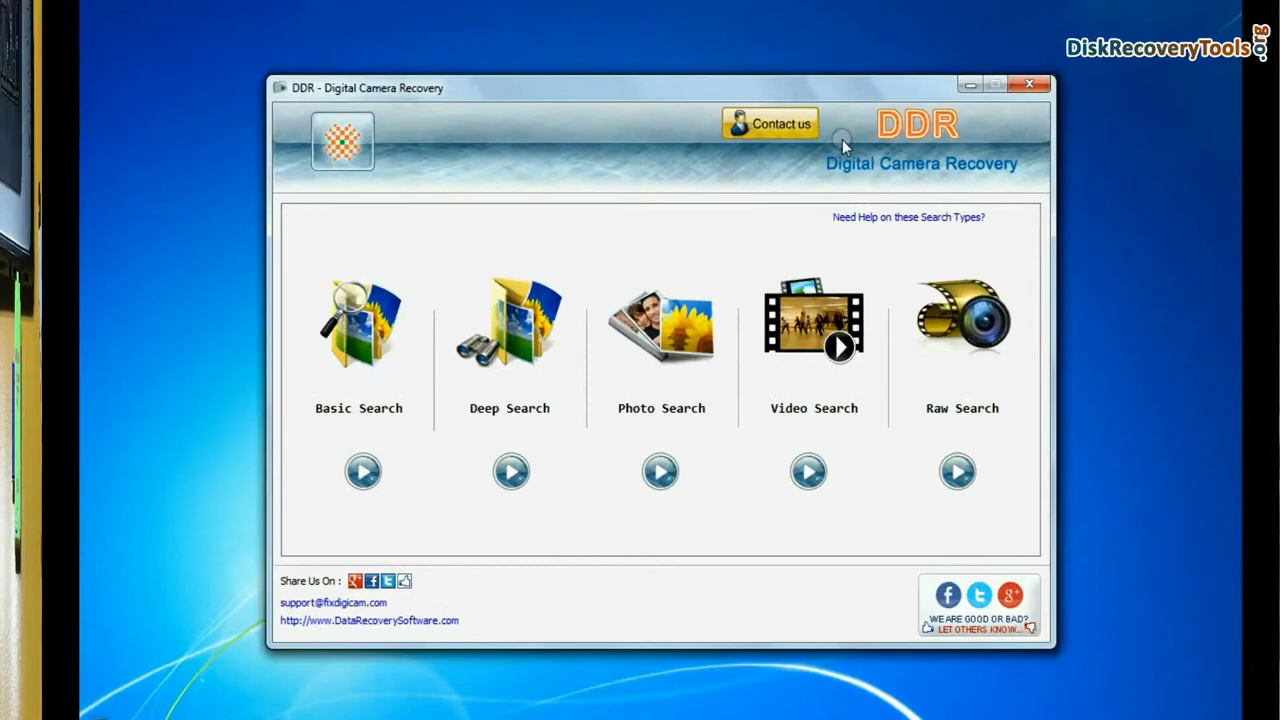 DiskRecoveryTools.org
DDR - Digital Camera Recovery
Contact us
DDR
Digital Camera Recovery
Need Help on these Search Types?
Basic Search
Deep Search
Photo Search
Video Search
Raw Search
Share Us On :
support@fixdigicam.com
http://www.DataRecoverySoftware.com
WE ARE GOOD OR BAD?
LET OTHERS KNOW...